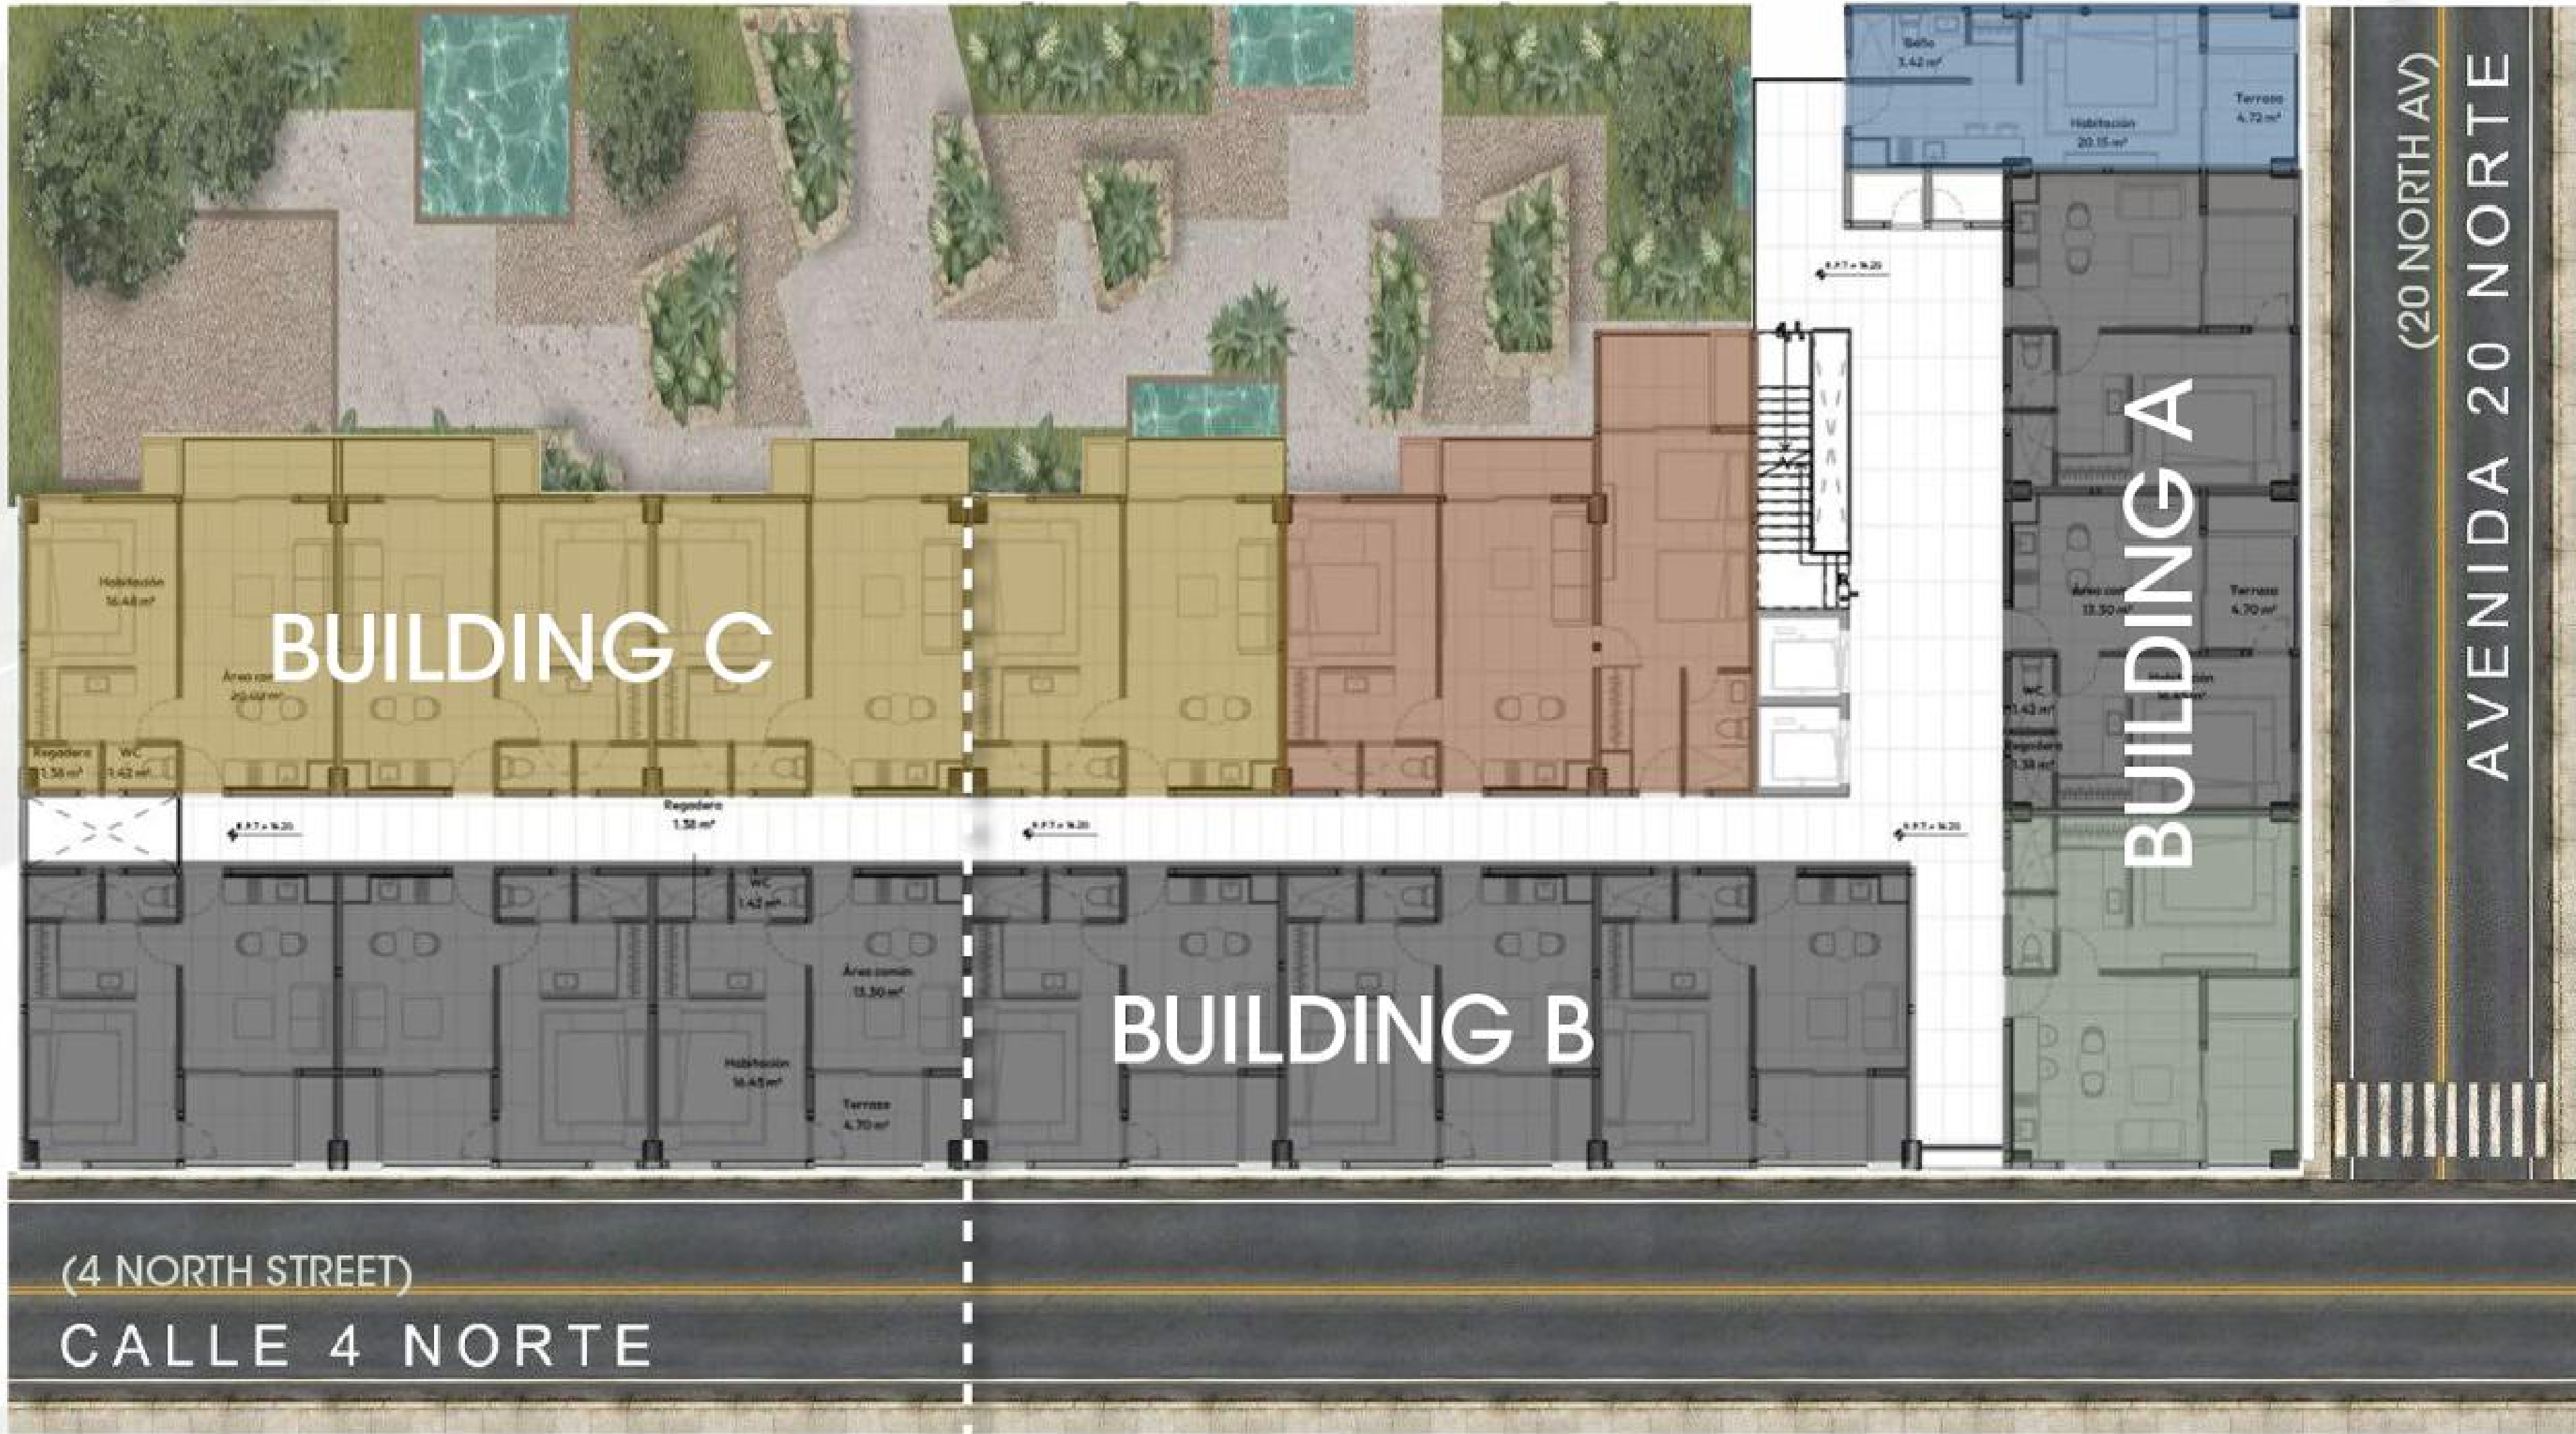 Baño
3.42 m²
Habitación
20.15 m²
Terraza
4.72 m²
(20 NORTH AV)
AVENIDA 20 NORTE
BUILDING A
Terraza
4.70 m²
13.30 m²
WC
1.42 m²
Regadera
1.38 m²
Habitación
16.48 m²
BUILDING C
Regadera
1.38 m²
WC
1.42 m²
Regadera
1.38 m²
WC
1.42 m²
Área común
13.30 m²
Habitación
16.45 m²
Terraza
4.70 m²
BUILDING B
(4 NORTH STREET)
CALLE 4 NORTE